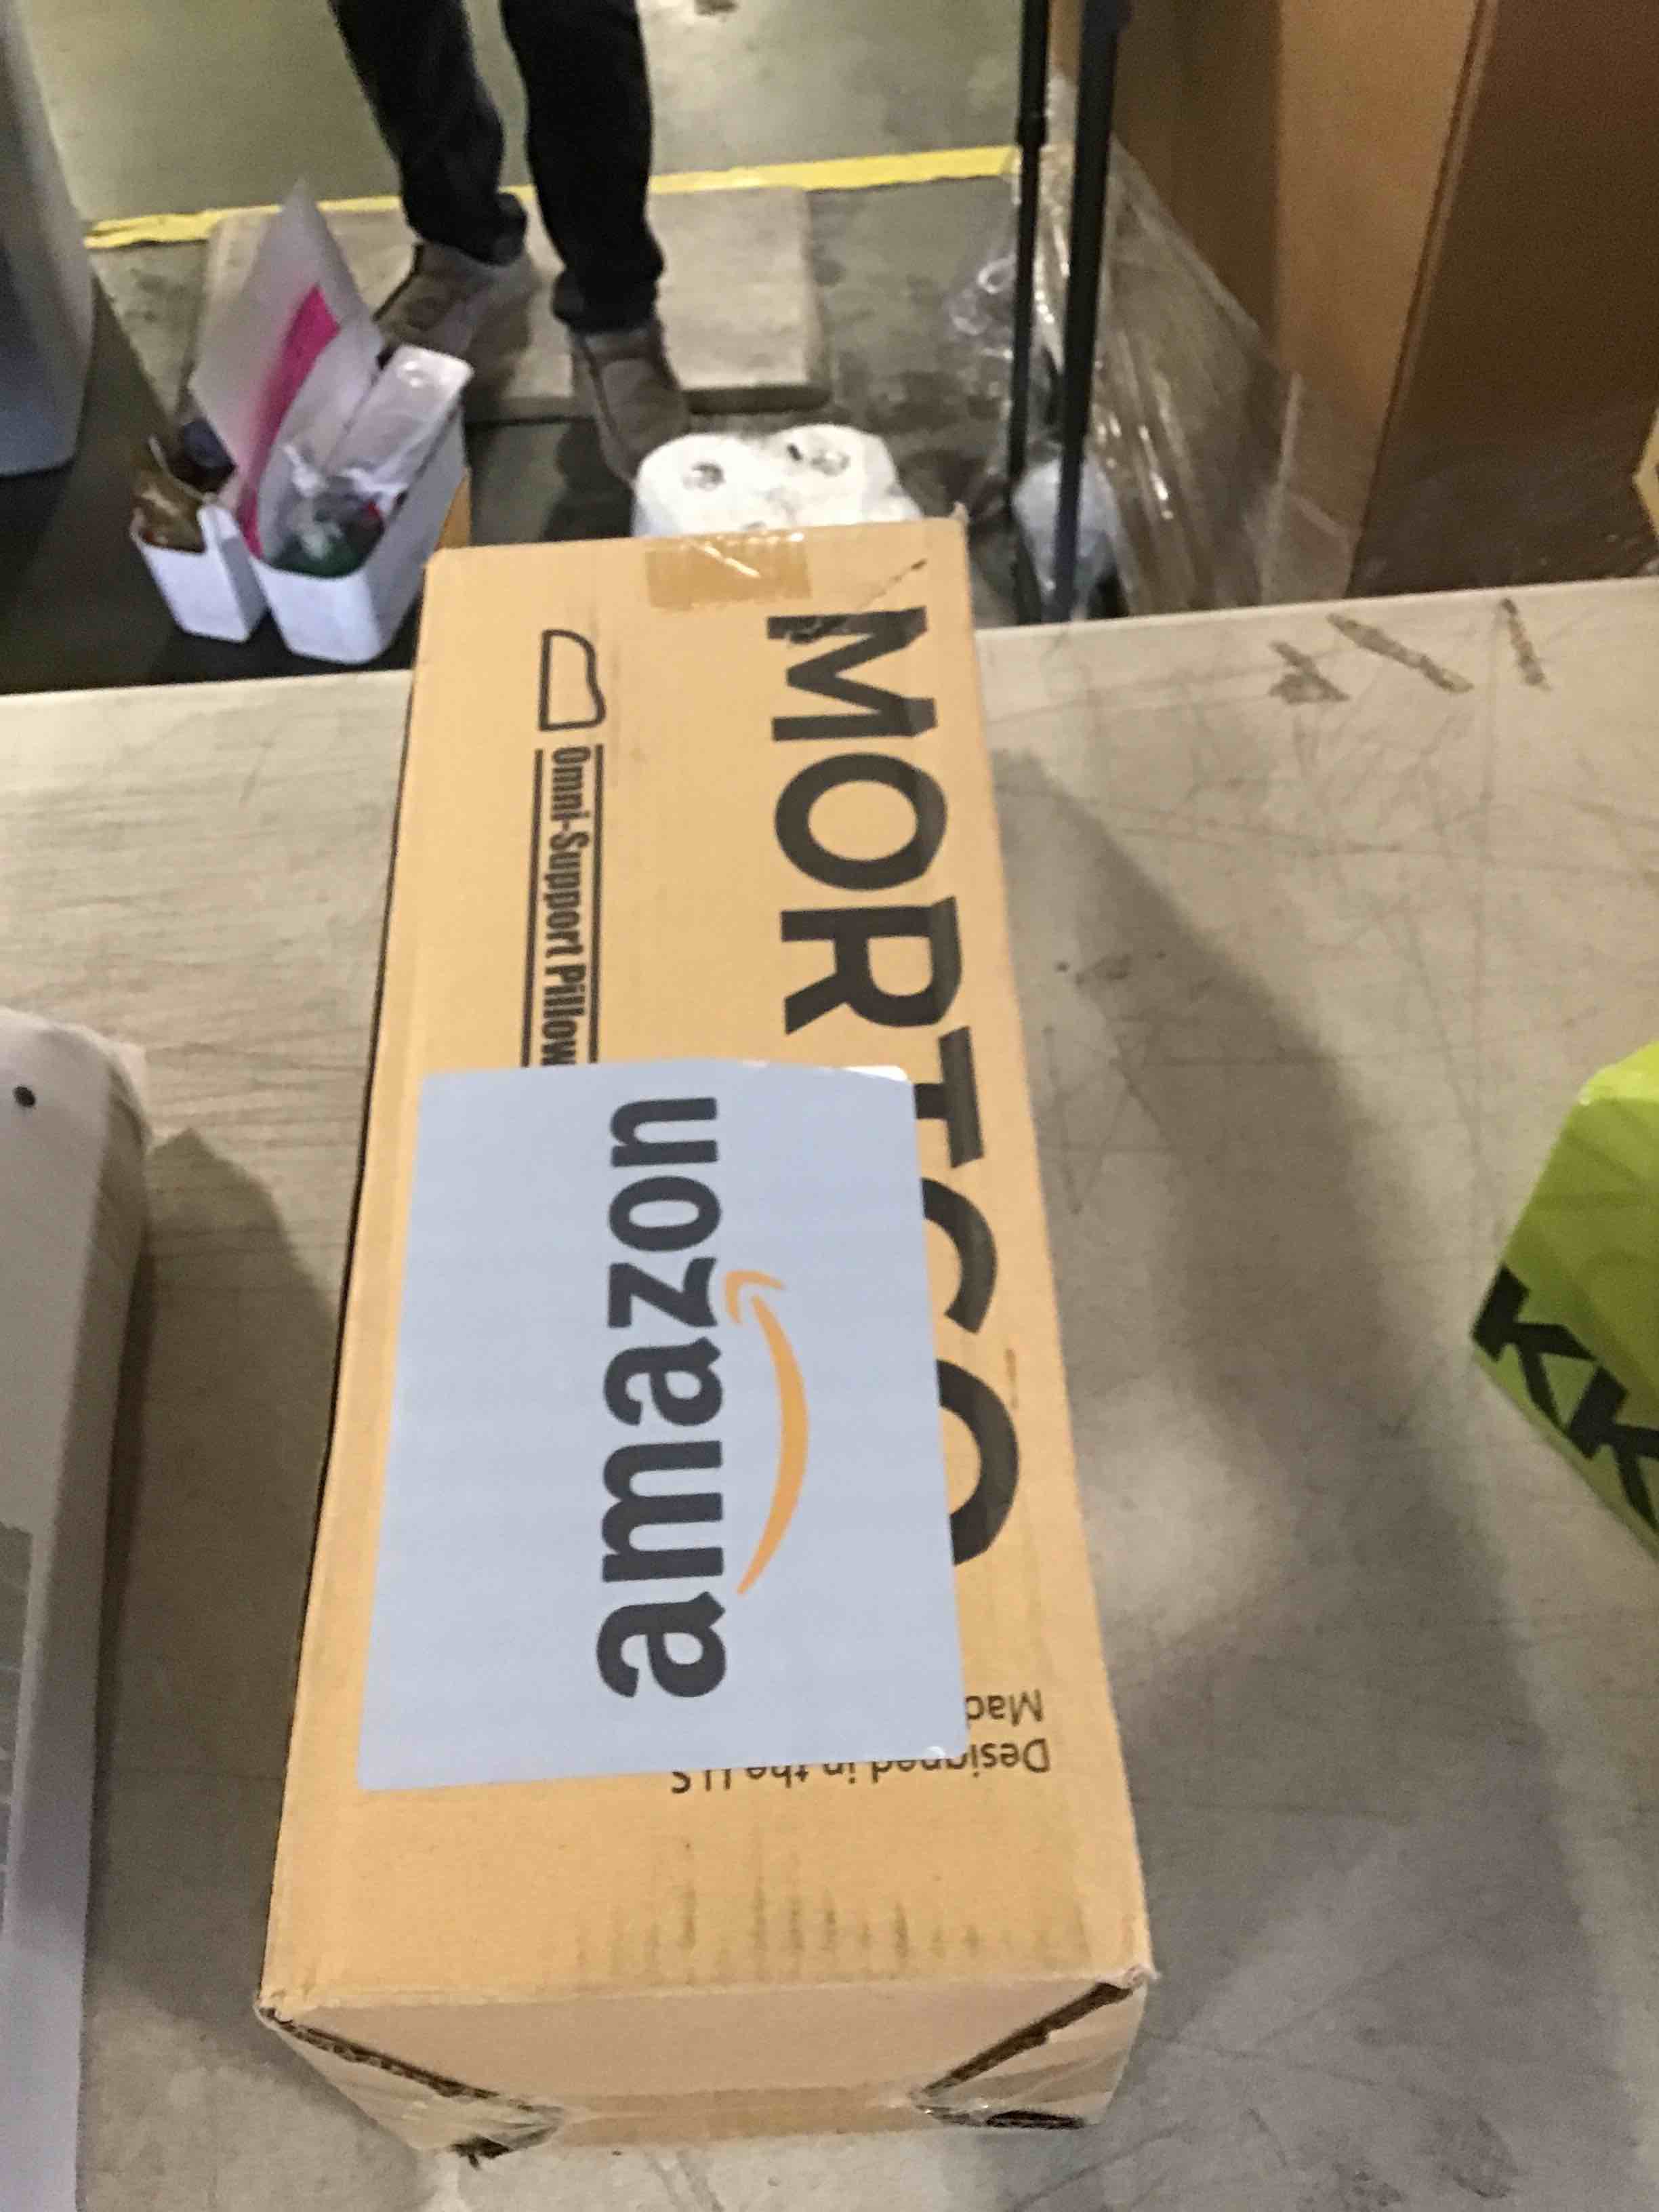 MORTCO
Omni-Support Pillow
amazon
Designed in the U.S
Mad
KK